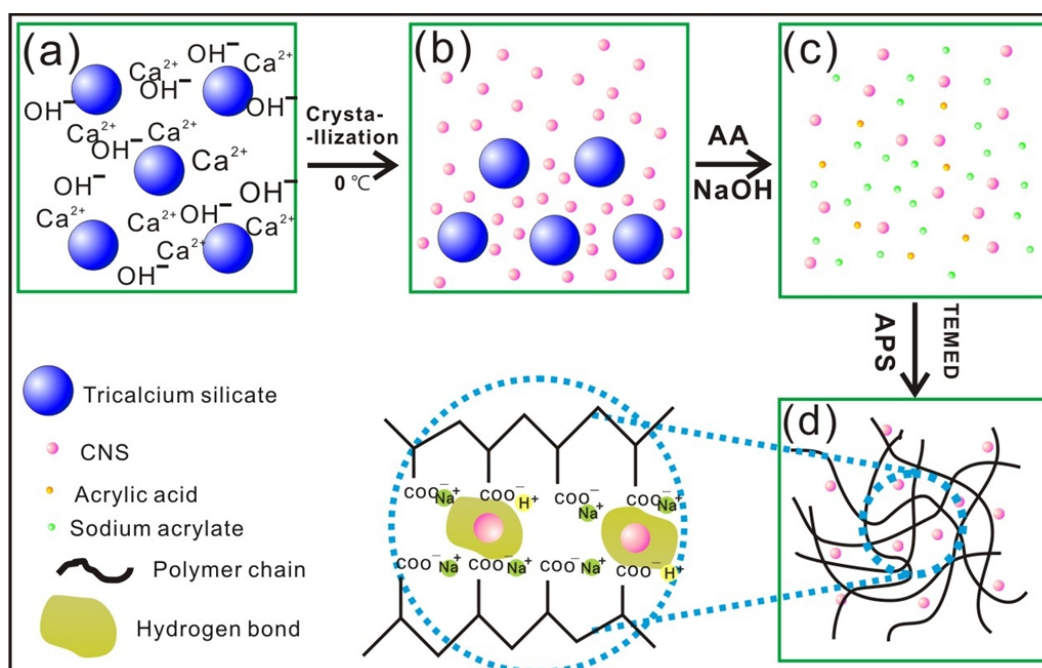 (a)
OH⁻ Ca²⁺
Ca²⁺ Ca²⁺
OH⁻
OH⁻ OH⁻
Ca²⁺ Ca²⁺
OH⁻
Ca²⁺
OH⁻ OH⁻
Ca²⁺ Ca²⁺ OH⁻ Ca²⁺
Ca²⁺
OH⁻
Crysta-
-llization
0 ℃
(b)
AA
NaOH
(c)
APS
TEMED
(d)
Tricalcium silicate
CNS
Acrylic acid
Sodium acrylate
Polymer chain
Hydrogen bond
COO⁻ Na⁺ COO⁻ H⁺ COO⁻ Na⁺ COO⁻ Na⁺
COO⁻ Na⁺ COO⁻ Na⁺ COO⁻ Na⁺ COO⁻ H⁺